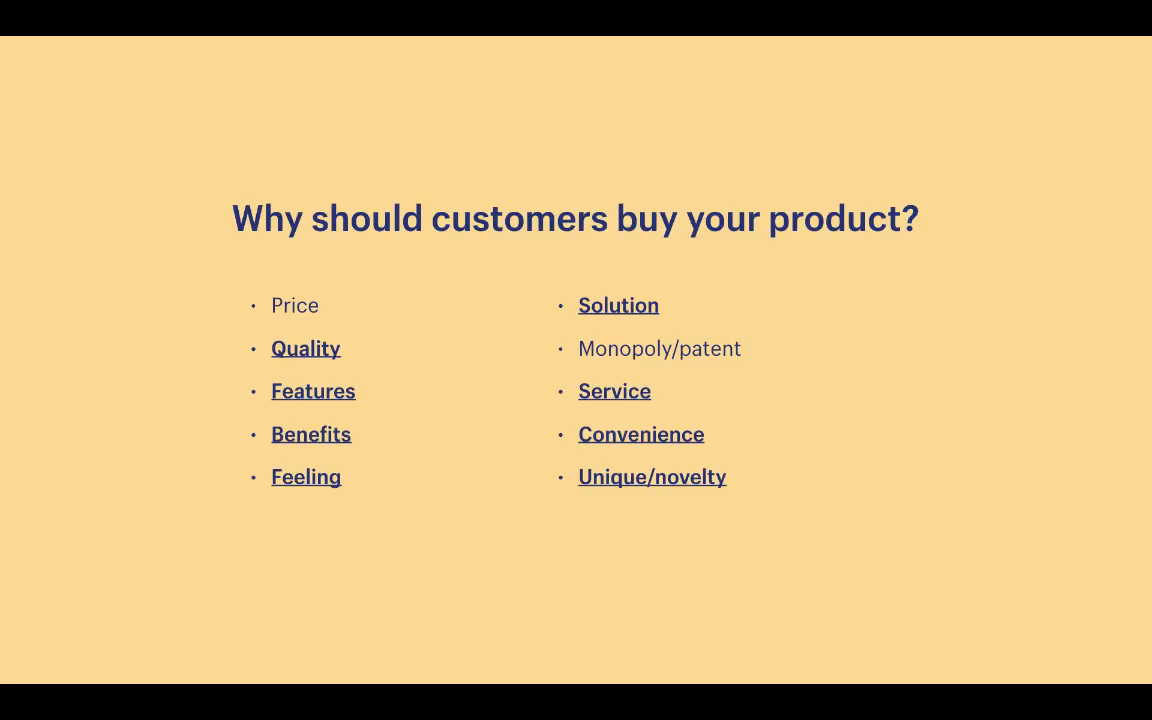 Why should customers buy your product?
• Price
• Quality
• Features
• Benefits
• Feeling
• Solution
• Monopoly/patent
• Service
• Convenience
• Unique/novelty